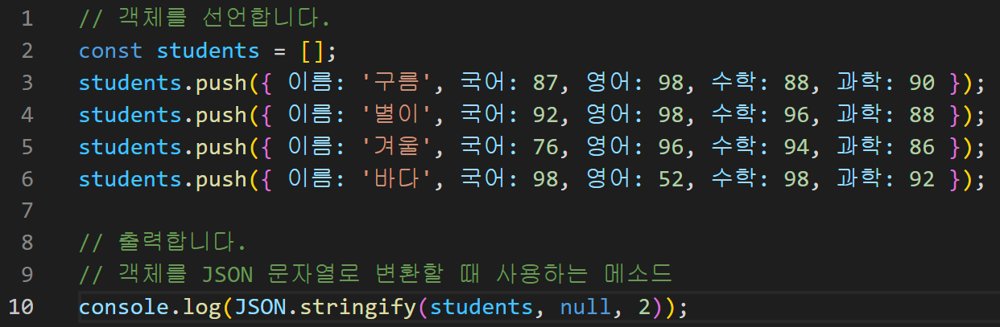 1 // 객체를 선언합니다.
2 const students = [];
3 students.push({ 이름: '구름', 국어: 87, 영어: 98, 수학: 88, 과학: 90 });
4 students.push({ 이름: '별이', 국어: 92, 영어: 98, 수학: 96, 과학: 88 });
5 students.push({ 이름: '겨울', 국어: 76, 영어: 96, 수학: 94, 과학: 86 });
6 students.push({ 이름: '바다', 국어: 98, 영어: 52, 수학: 98, 과학: 92 });
7
8 // 출력합니다.
9 // 객체를 JSON 문자열로 변환할 때 사용하는 메소드
10 console.log(JSON.stringify(students, null, 2));